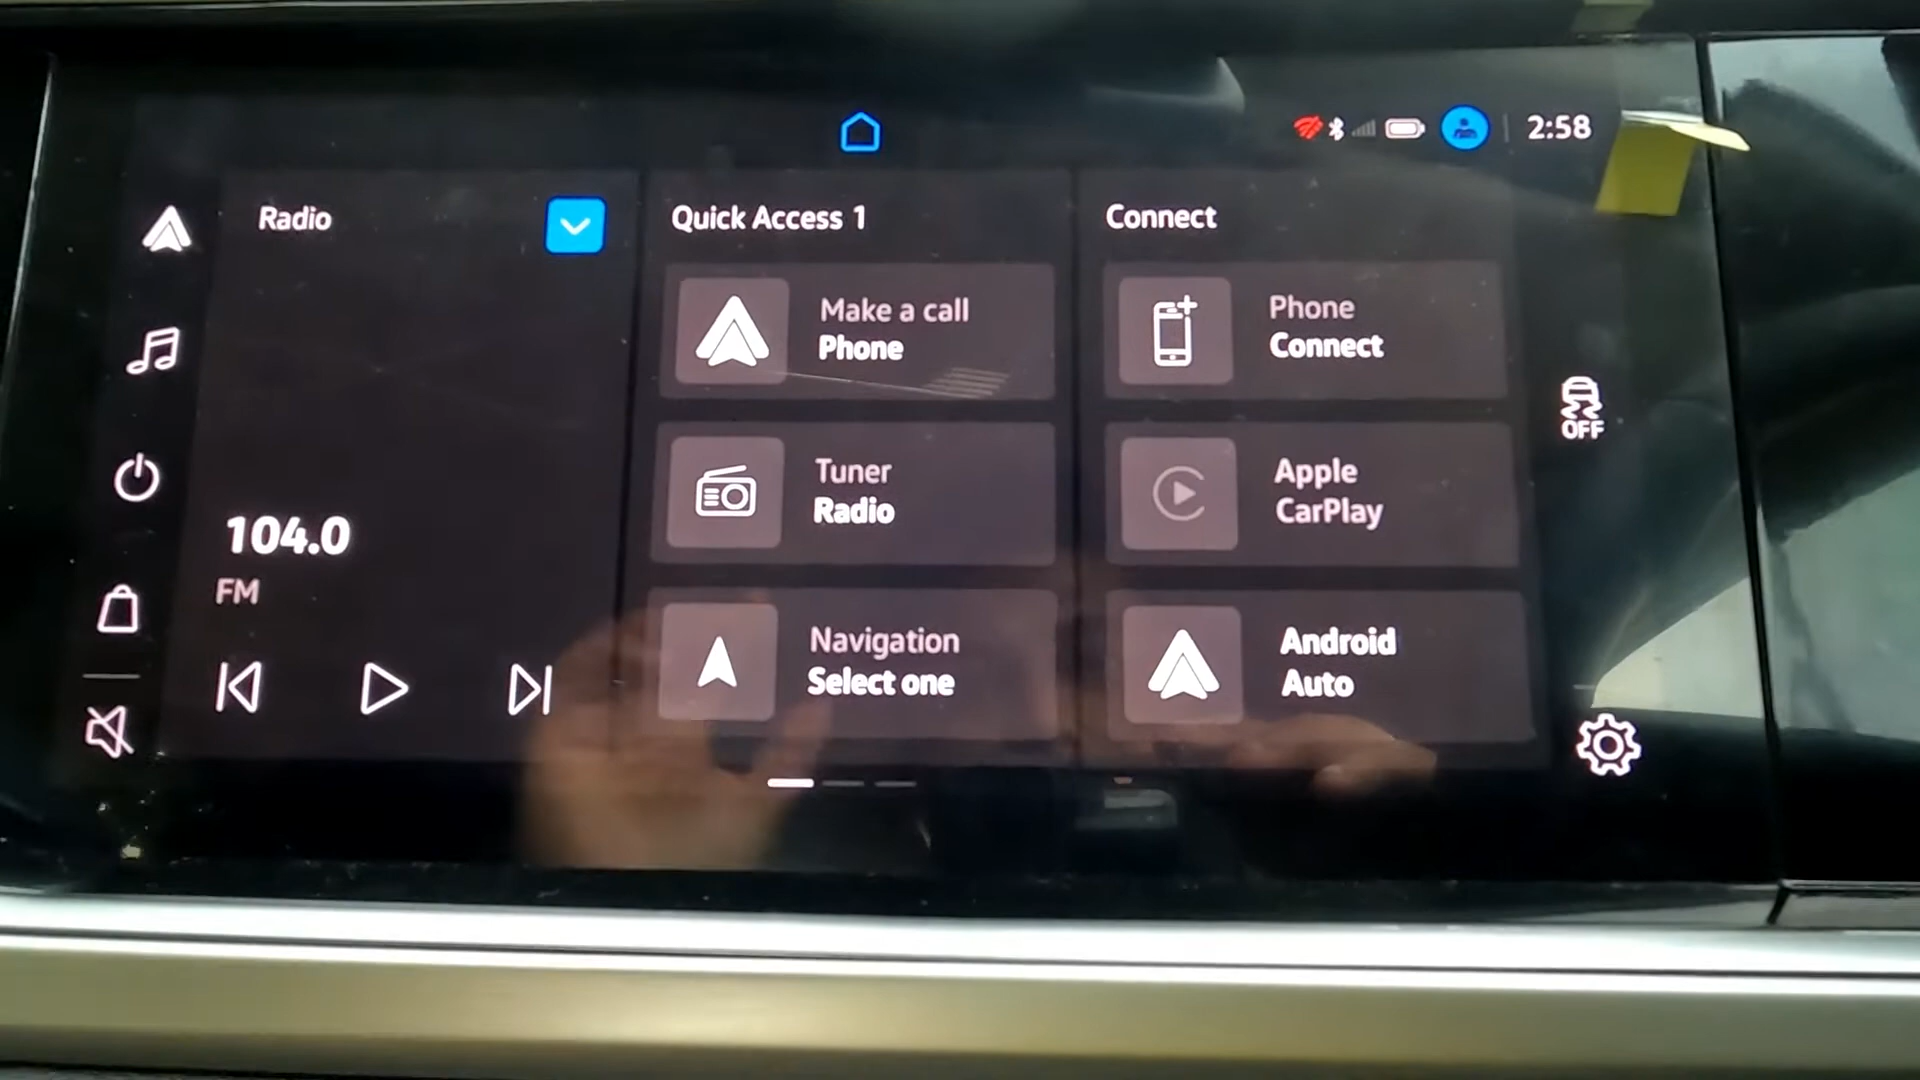 2:58
Radio
104.0
FM
Quick Access 1
Make a call
Phone
Tuner
Radio
Navigation
Select one
Connect
Phone
Connect
Apple
CarPlay
Android
Auto
OFF